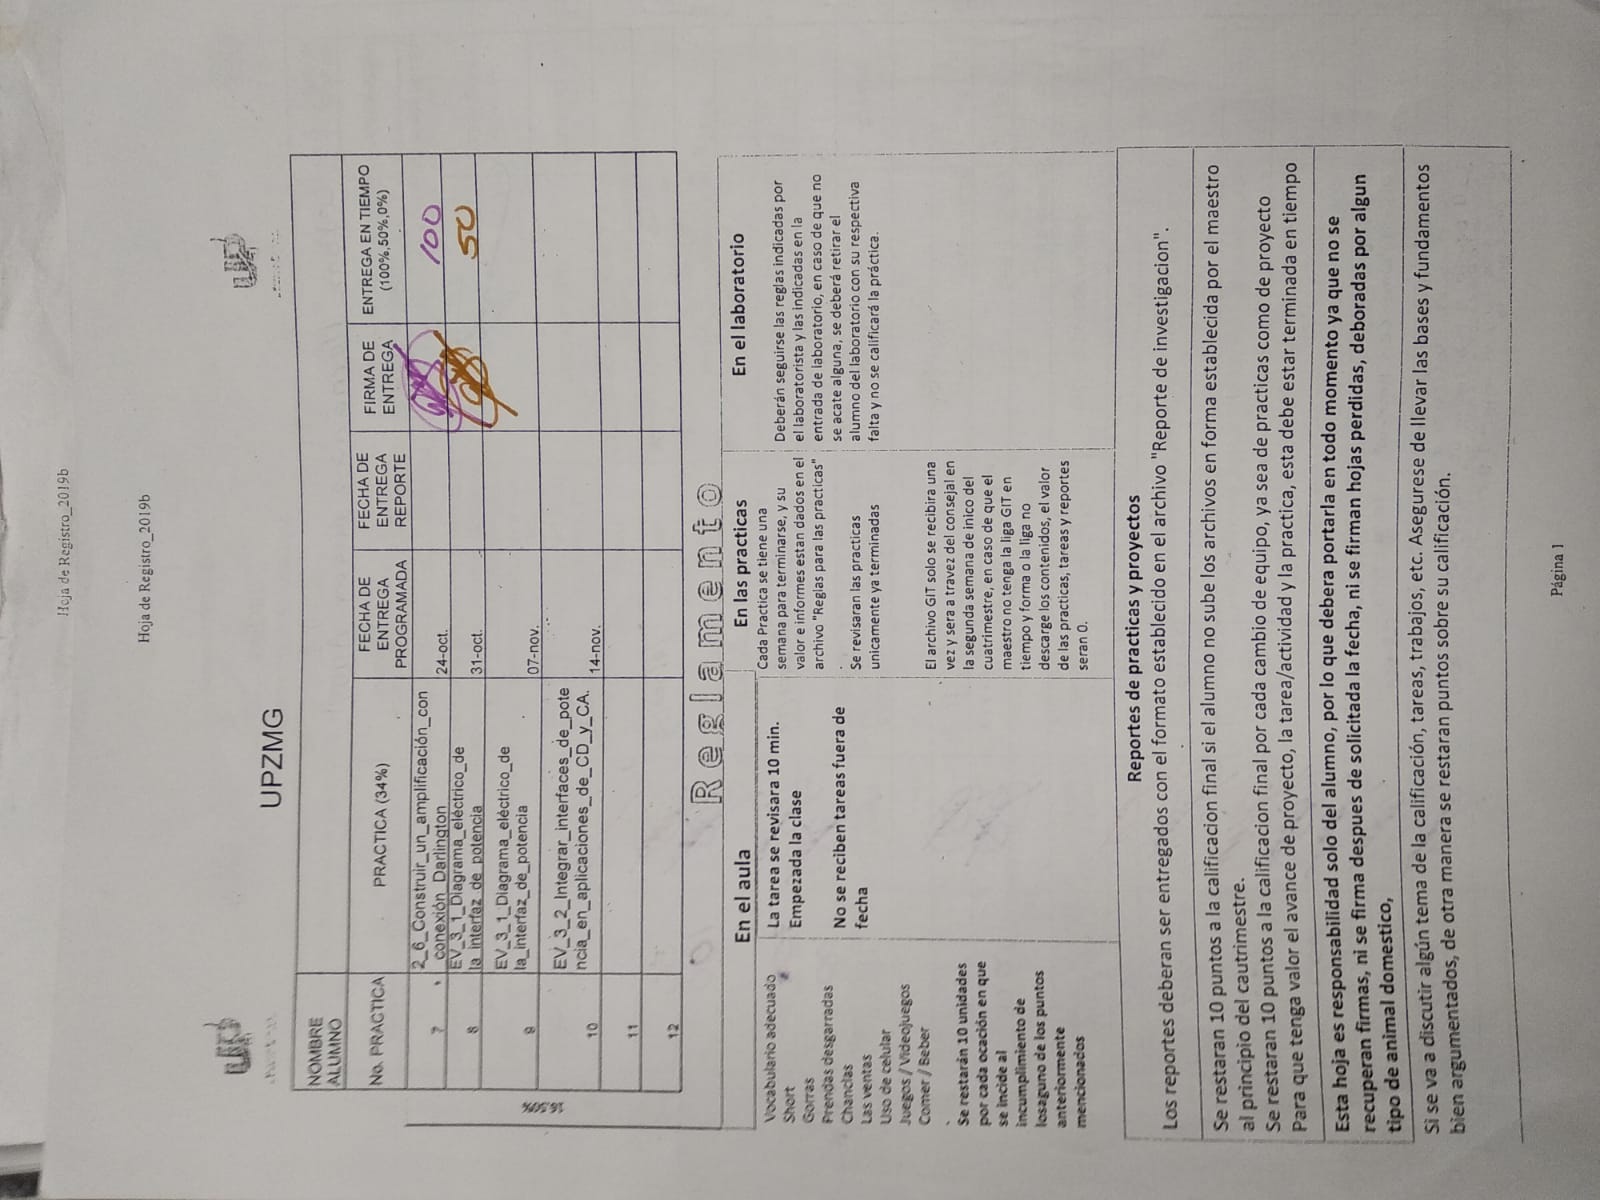 Hoja de Registro_2019b
Hoja de Registro_2019b
UPZMG
NOMBRE
ALUMNO
No. PRACTICA
PRACTICA (34%)
FECHA DE
ENTREGA
PROGRAMADA
FECHA DE
ENTREGA
REPORTE
FIRMA DE
ENTREGA
ENTREGA EN TIEMPO
(100%,50%,0%)
7
2_6_Construir_un_amplificación_con
conexión_Darlington
24-oct.
100
8
EV_3_1_Diagrama_eléctrico_de
la_interfaz_de_potencia
31-oct.
50
9
EV_3_1_Diagrama_eléctrico_de
la_interfaz_de_potencia
07-nov.
10
EV_3_2_Integrar_interfaces_de_pote
ncia_en_aplicaciones_de_CD_y_CA.
14-nov.
11
12
Reglamento
En el aula
Vocabulario adecuado
Short
Gorras
Prendas desgarradas
Chanclas
Las ventas
Uso de celular
Juegos / Videojuegos
Comer / Beber
Se restarán 10 unidades
por cada ocación en que
se incide al
incumplimiento de
losaguno de los puntos
anteriormente
mencionados
La tarea se revisara 10 min.
Empezada la clase
No se reciben tareas fuera de
fecha
En las practicas
Cada Practica se tiene una
semana para terminarse, y su
valor e informes estan dados en el
archivo "Reglas para las practicas"
.
Se revisaran las practicas
unicamente ya terminadas
El archivo GIT solo se recibira una
vez y sera a travez del consejal en
la segunda semana de inico del
cuatrimestre, en caso de que el
maestro no tenga la liga GIT en
tiempo y forma o la liga no
descarge los contenidos, el valor
de las practicas, tareas y reportes
seran 0.
En el laboratorio
Deberán seguirse las reglas indicadas por
el laboratorista y las indicadas en la
entrada de laboratorio, en caso de que no
se acate alguna, se deberá retirar el
alumno del laboratorio con su respectiva
falta y no se calificará la práctica.
Reportes de practicas y proyectos
Los reportes deberan ser entregados con el formato establecido en el archivo "Reporte de investigacion".
Se restaran 10 puntos a la calificacion final si el alumno no sube los archivos en forma establecida por el maestro
al principio del cautrimestre.
Se restaran 10 puntos a la calificacion final por cada cambio de equipo, ya sea de practicas como de proyecto
Para que tenga valor el avance de proyecto, la tarea/actividad y la practica, esta debe estar terminada en tiempo
Esta hoja es responsabilidad solo del alumno, por lo que debera portarla en todo momento ya que no se
recuperan firmas, ni se firma despues de solicitada la fecha, ni se firman hojas perdidas, deboradas por algun
tipo de animal domestico,
Si se va a discutir algún tema de la calificación, tareas, trabajos, etc. Asegurese de llevar las bases y fundamentos
bien argumentados, de otra manera se restaran puntos sobre su calificación.
Página 1